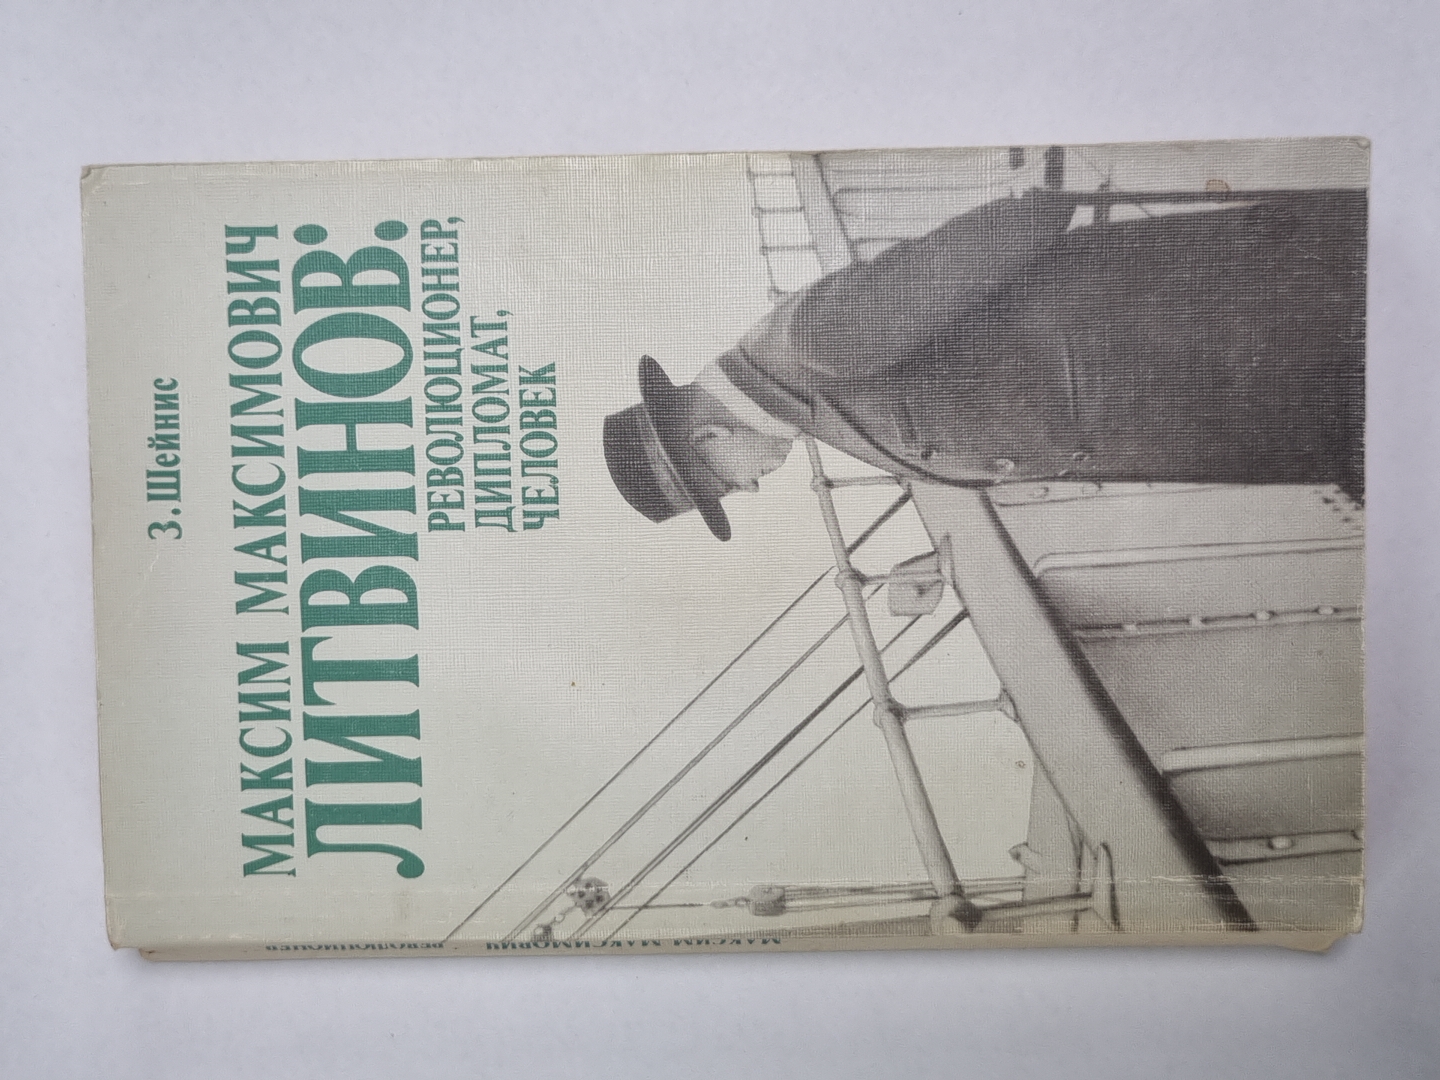 З.Шейнис
МАКСИМ МАКСИМОВИЧ
ЛИТВИНОВ:
РЕВОЛЮЦИОНЕР,
ДИПЛОМАТ,
ЧЕЛОВЕК
МАКСИМ МАКСИМОВИЧ
РЕВОЛЮЦИОНЕР